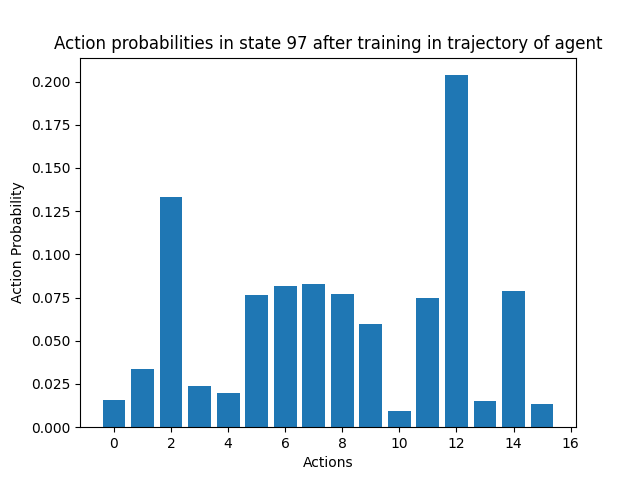 Action probabilities in state 97 after training in trajectory of agent
0.200
0.175
0.150
0.125
0.100
0.075
0.050
0.025
0.000
Action Probability
0 2 4 6 8 10 12 14 16
Actions